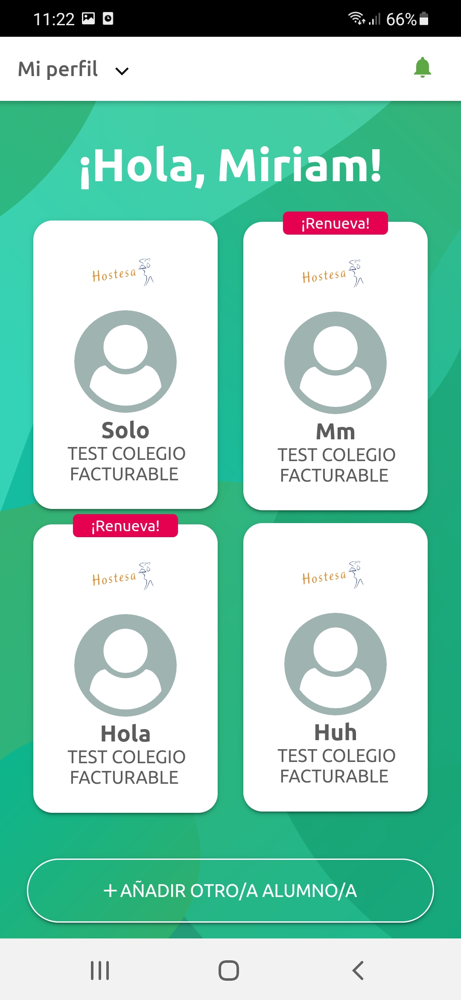 11:22
66%
Mi perfil
¡Hola, Miriam!
Hostesa
Solo
TEST COLEGIO
FACTURABLE
¡Renueva!
Hostesa
Mm
TEST COLEGIO
FACTURABLE
¡Renueva!
Hostesa
Hola
TEST COLEGIO
FACTURABLE
Hostesa
Huh
TEST COLEGIO
FACTURABLE
+AÑADIR OTRO/A ALUMNO/A